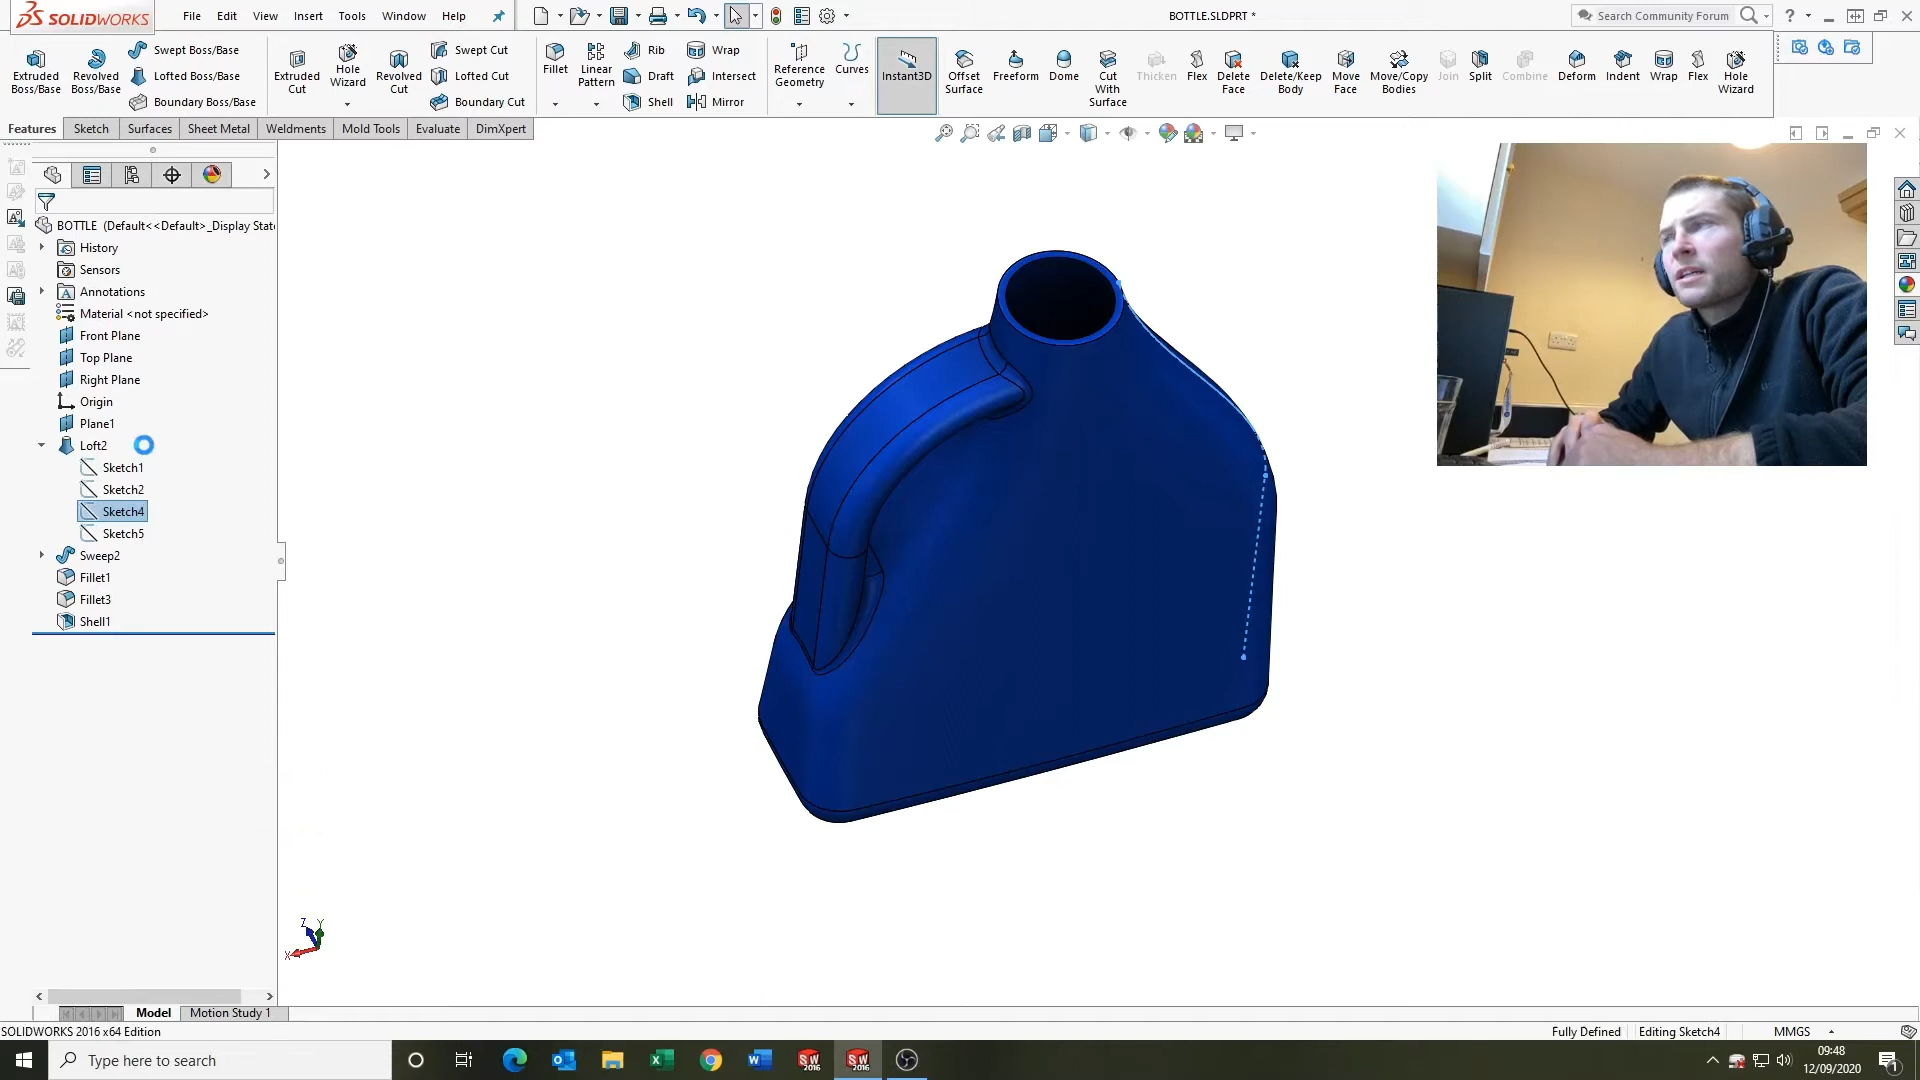 SOLIDWORKS
File Edit View Insert Tools Window Help
BOTTLE.SLDPRT *
Search Community Forum
Extruded Boss/Base
Revolved Boss/Base
Swept Boss/Base
Lofted Boss/Base
Boundary Boss/Base
Extruded Cut
Hole Wizard
Revolved Cut
Swept Cut
Lofted Cut
Boundary Cut
Fillet
Linear Pattern
Rib
Draft
Shell
Wrap
Intersect
Mirror
Reference Geometry
Curves
Instant3D
Offset Surface
Freeform
Dome
Cut With Surface
Thicken
Flex
Delete Face
Delete/Keep Body
Move Face
Move/Copy Bodies
Join
Split
Combine
Deform
Indent
Wrap
Flex
Hole Wizard
Features Sketch Surfaces Sheet Metal Weldments Mold Tools Evaluate DimXpert
BOTTLE (Default<<Default>_Display Stat
History
Sensors
Annotations
Material <not specified>
Front Plane
Top Plane
Right Plane
Origin
Plane1
Loft2
Sketch1
Sketch2
Sketch4
Sketch5
Sweep2
Fillet1
Fillet3
Shell1
Z Y
X
Model Motion Study 1
SOLIDWORKS 2016 x64 Edition
Fully Defined Editing Sketch4 MMGS
Type here to search
SW 2016
SW 2016
09:48
12/09/2020
1